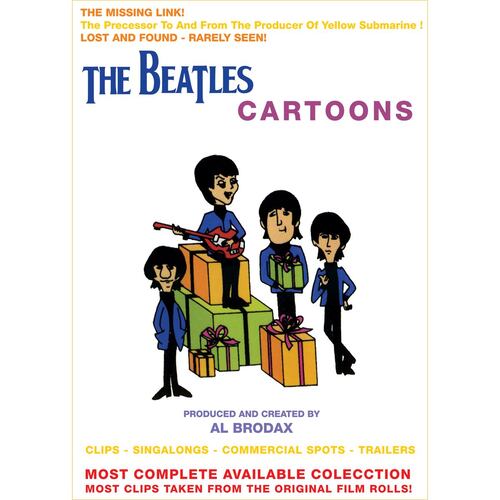 THE MISSING LINK!
The Precessor To And From The Producer Of Yellow Submarine !
LOST AND FOUND - RARELY SEEN!
THE BEATLES
CARTOONS
PRODUCED AND CREATED BY
AL BRODAX
CLIPS - SINGALONGS - COMMERCIAL SPOTS - TRAILERS
MOST COMPLETE AVAILABLE COLECCTION
MOST CLIPS TAKEN FROM THE ORIGINAL FILM ROLLS!